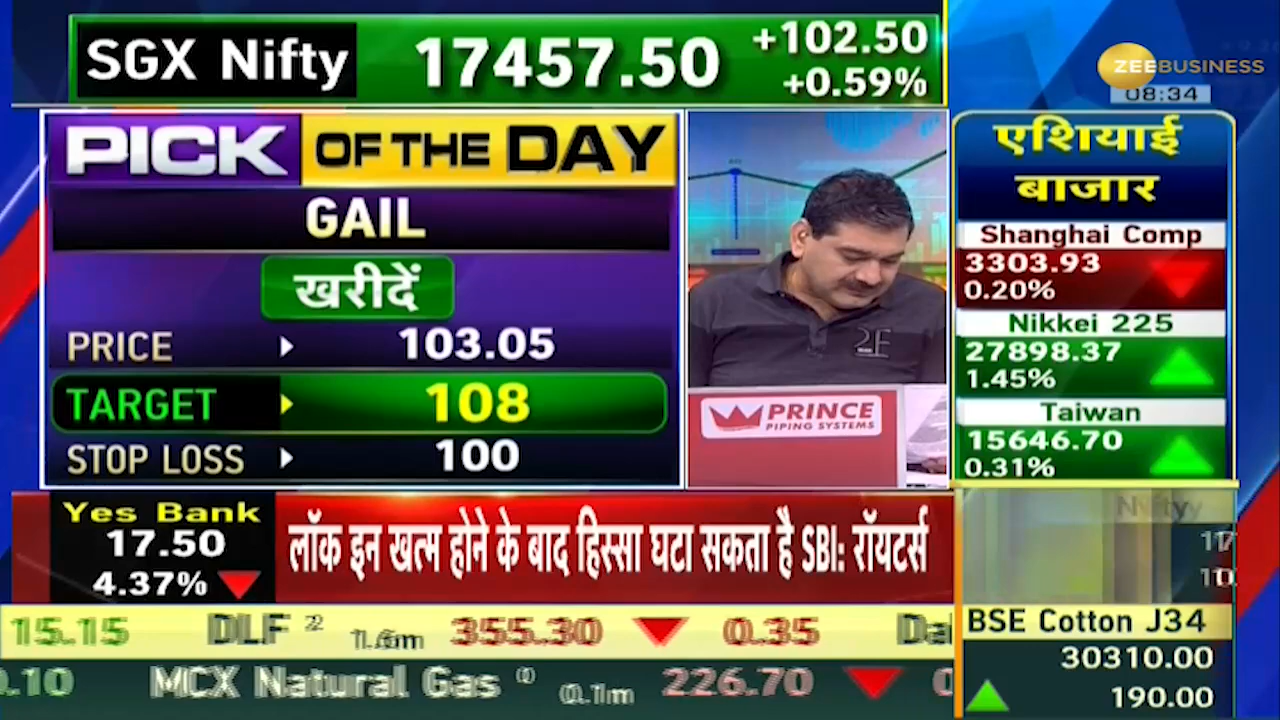 SGX Nifty
17457.50
+102.50
+0.59%
ZEEBUSINESS
08:34
PICK OF THE DAY
GAIL
खरीदें
PRICE 103.05
TARGET 108
STOP LOSS 100
PRINCE
PIPING SYSTEMS
एशियाई
बाजार
Shanghai Comp
3303.93
0.20%
Nikkei 225
27898.37
1.45%
Taiwan
15646.70
0.31%
Yes Bank
17.50
4.37%
लॉक इन खत्म होने के बाद हिस्सा घटा सकता है SBI: रॉयटर्स
BSE Cotton J34
30310.00
190.00
15.15 DLF 355.30 0.35
MCX Natural Gas 0.1m 226.70